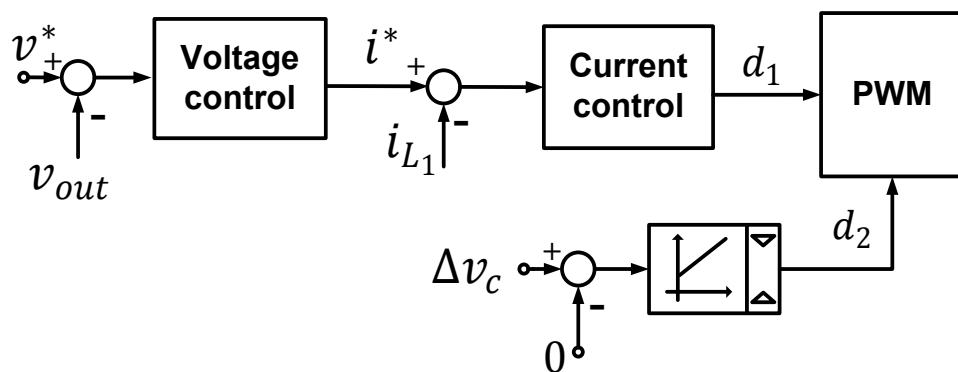 v*
+
-
v_out
Voltage
control
i*
+
-
i_L1
Current
control
d_1
PWM
d_2
Δv_c
+
-
0